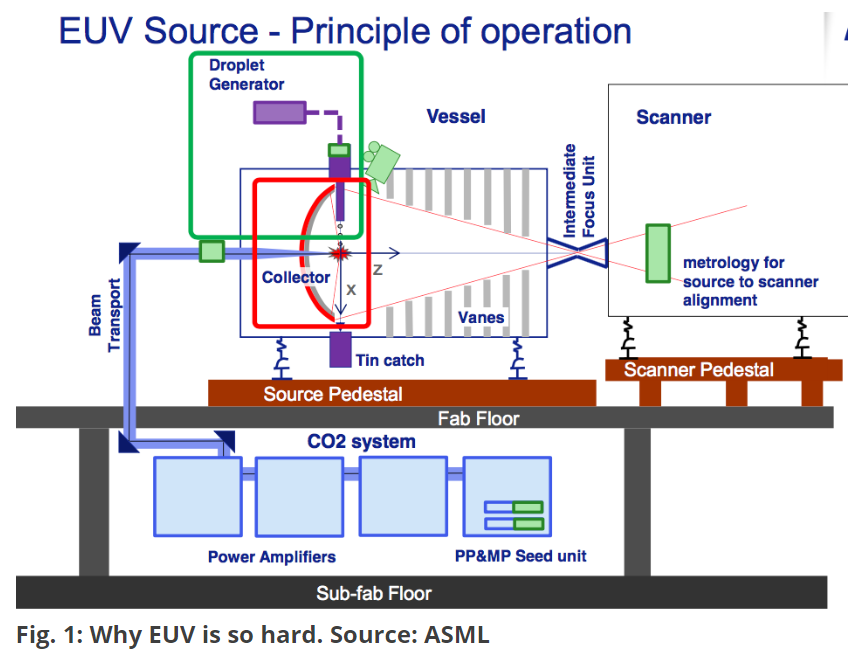 EUV Source - Principle of operation
Droplet
Generator
Vessel
Scanner
Intermediate
Focus Unit
Collector
Z
X
metrology for
source to scanner
alignment
Beam
Transport
Vanes
Tin catch
Source Pedestal
Scanner Pedestal
Fab Floor
CO2 system
Power Amplifiers
PP&MP Seed unit
Sub-fab Floor
Fig. 1: Why EUV is so hard. Source: ASML